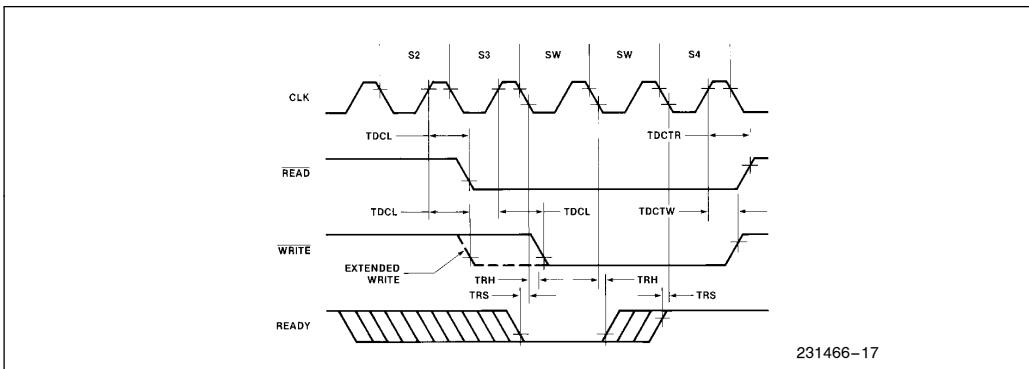 S2 S3 SW SW S4
CLK
TDCL TDCTR
READ
TDCL TDCL TDCTW
WRITE
EXTENDED
WRITE
TRH TRH
TRS TRS
READY
231466–17